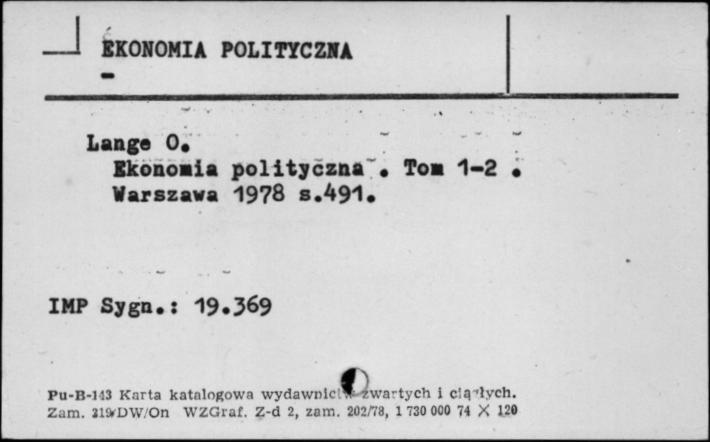 EKONOMIA POLITYCZNA
Lange O.
Ekonomia polityczna . Tom 1-2 .
Warszawa 1978 s.491.
IMP Sygn.: 19.369
Pu-B-143 Karta katalogowa wydawnictw zwartych i ciągłych.
Zam. 319/DW/On WZGraf. Z-d 2, zam. 202/78, 1 730 000 74 X 120